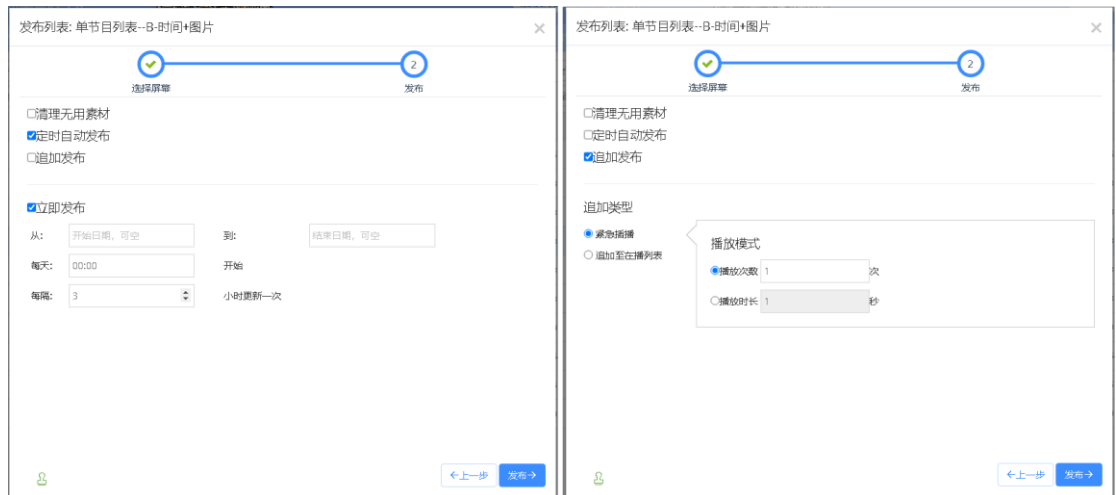 发布列表: 单节目列表--B-时间+图片
2
选择屏幕
发布
清理无用素材
定时自动发布
追加发布
立即发布
从: 开始日期，可空 到: 结束日期，可空
每天: 00:00 开始
每隔: 3 小时更新一次
←上一步 发布→
发布列表: 单节目列表--B-时间+图片
2
选择屏幕
发布
清理无用素材
定时自动发布
追加发布
追加类型
紧急插播
追加至在播列表
播放模式
播放次数 1 次
播放时长 1 秒
←上一步 发布→